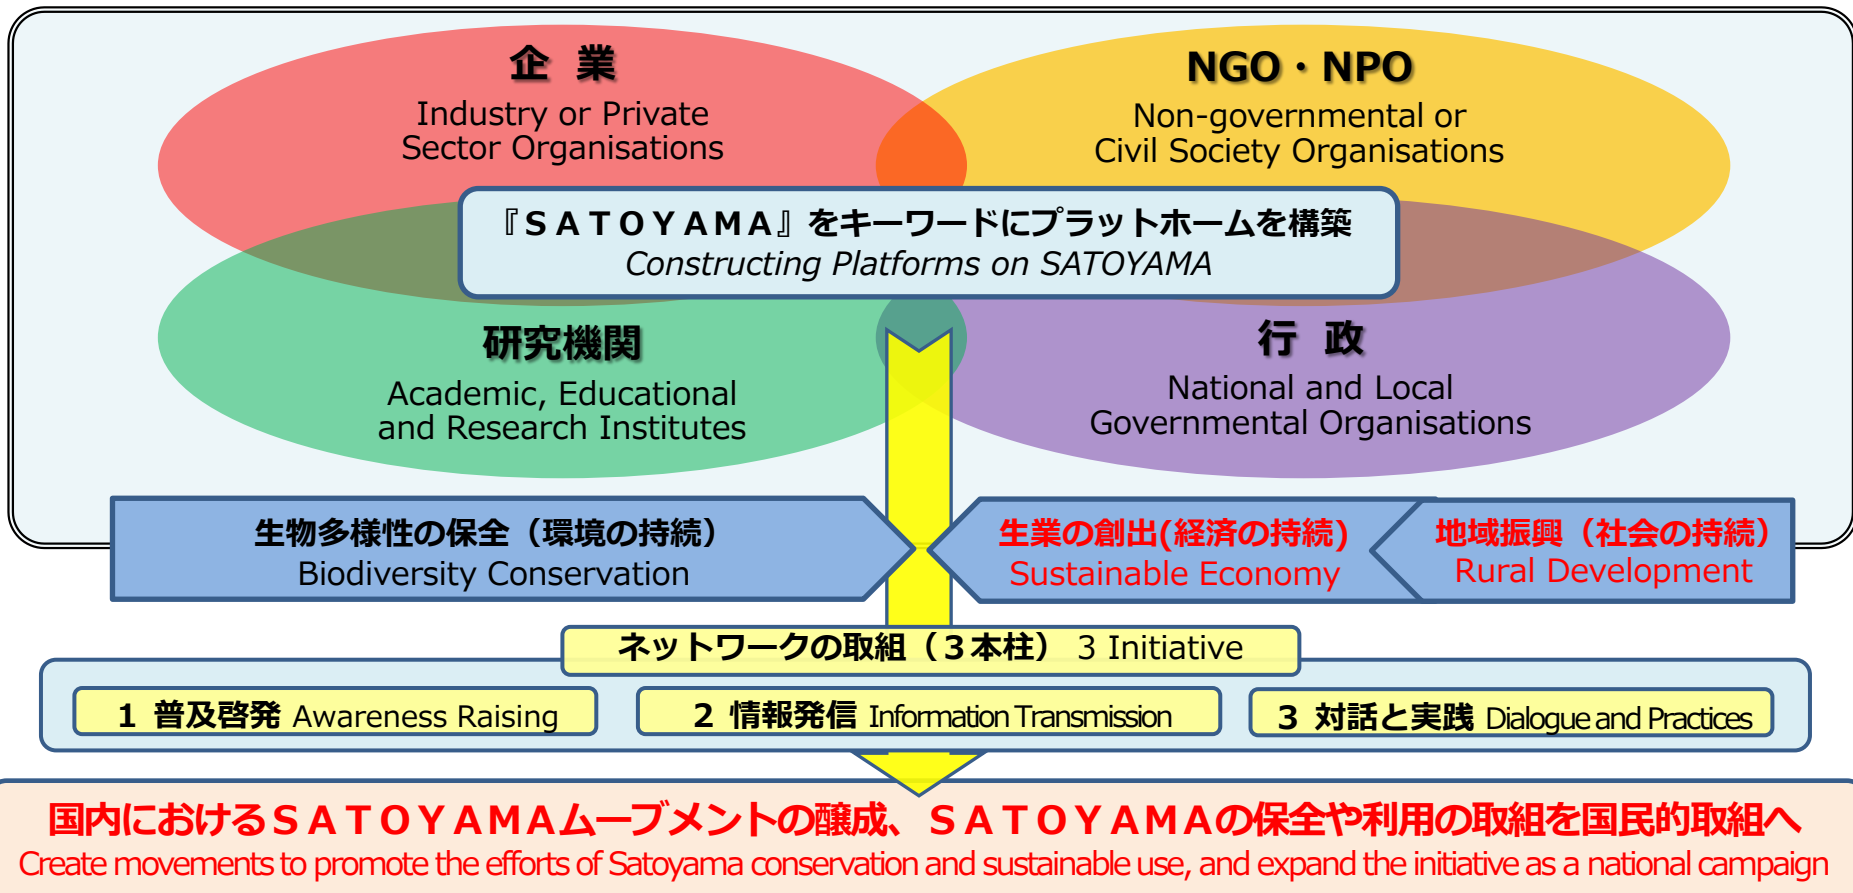 企 業
Industry or Private
Sector Organisations
NGO・NPO
Non-governmental or
Civil Society Organisations
『ＳＡＴＯＹＡＭＡ』をキーワードにプラットホームを構築
Constructing Platforms on SATOYAMA
研究機関
Academic, Educational
and Research Institutes
行 政
National and Local
Governmental Organisations
生物多様性の保全（環境の持続）
Biodiversity Conservation
生業の創出(経済の持続)
Sustainable Economy
地域振興（社会の持続）
Rural Development
ネットワークの取組（３本柱） 3 Initiative
1 普及啓発 Awareness Raising
2 情報発信 Information Transmission
3 対話と実践 Dialogue and Practices
国内におけるＳＡＴＯＹＡＭＡムーブメントの醸成、ＳＡＴＯＹＡＭＡの保全や利用の取組を国民的取組へ
Create movements to promote the efforts of Satoyama conservation and sustainable use, and expand the initiative as a national campaign